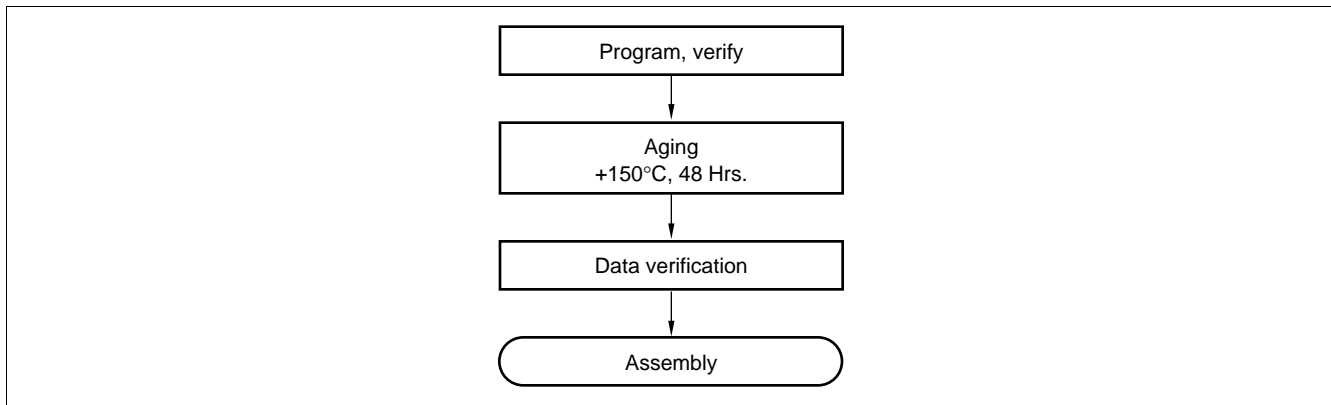 Program, verify
Aging
+150°C, 48 Hrs.
Data verification
Assembly